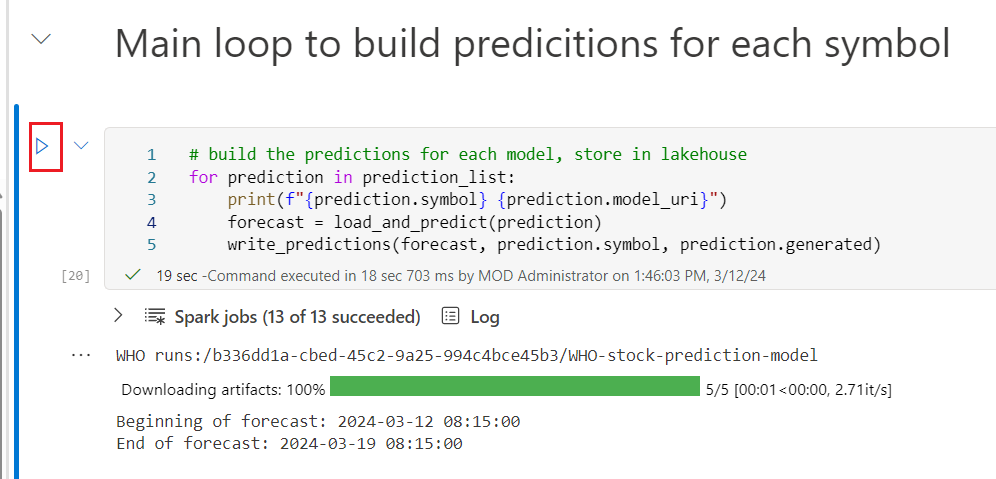 Main loop to build predicitions for each symbol
1 # build the predictions for each model, store in lakehouse
2 for prediction in prediction_list:
3 print(f"{prediction.symbol} {prediction.model_uri}")
4 forecast = load_and_predict(prediction)
5 write_predictions(forecast, prediction.symbol, prediction.generated)
[20] 19 sec -Command executed in 18 sec 703 ms by MOD Administrator on 1:46:03 PM, 3/12/24
Spark jobs (13 of 13 succeeded) Log
... WHO runs:/b336dd1a-cbed-45c2-9a25-994c4bce45b3/WHO-stock-prediction-model
Downloading artifacts: 100% 5/5 [00:01<00:00, 2.71it/s]
Beginning of forecast: 2024-03-12 08:15:00
End of forecast: 2024-03-19 08:15:00